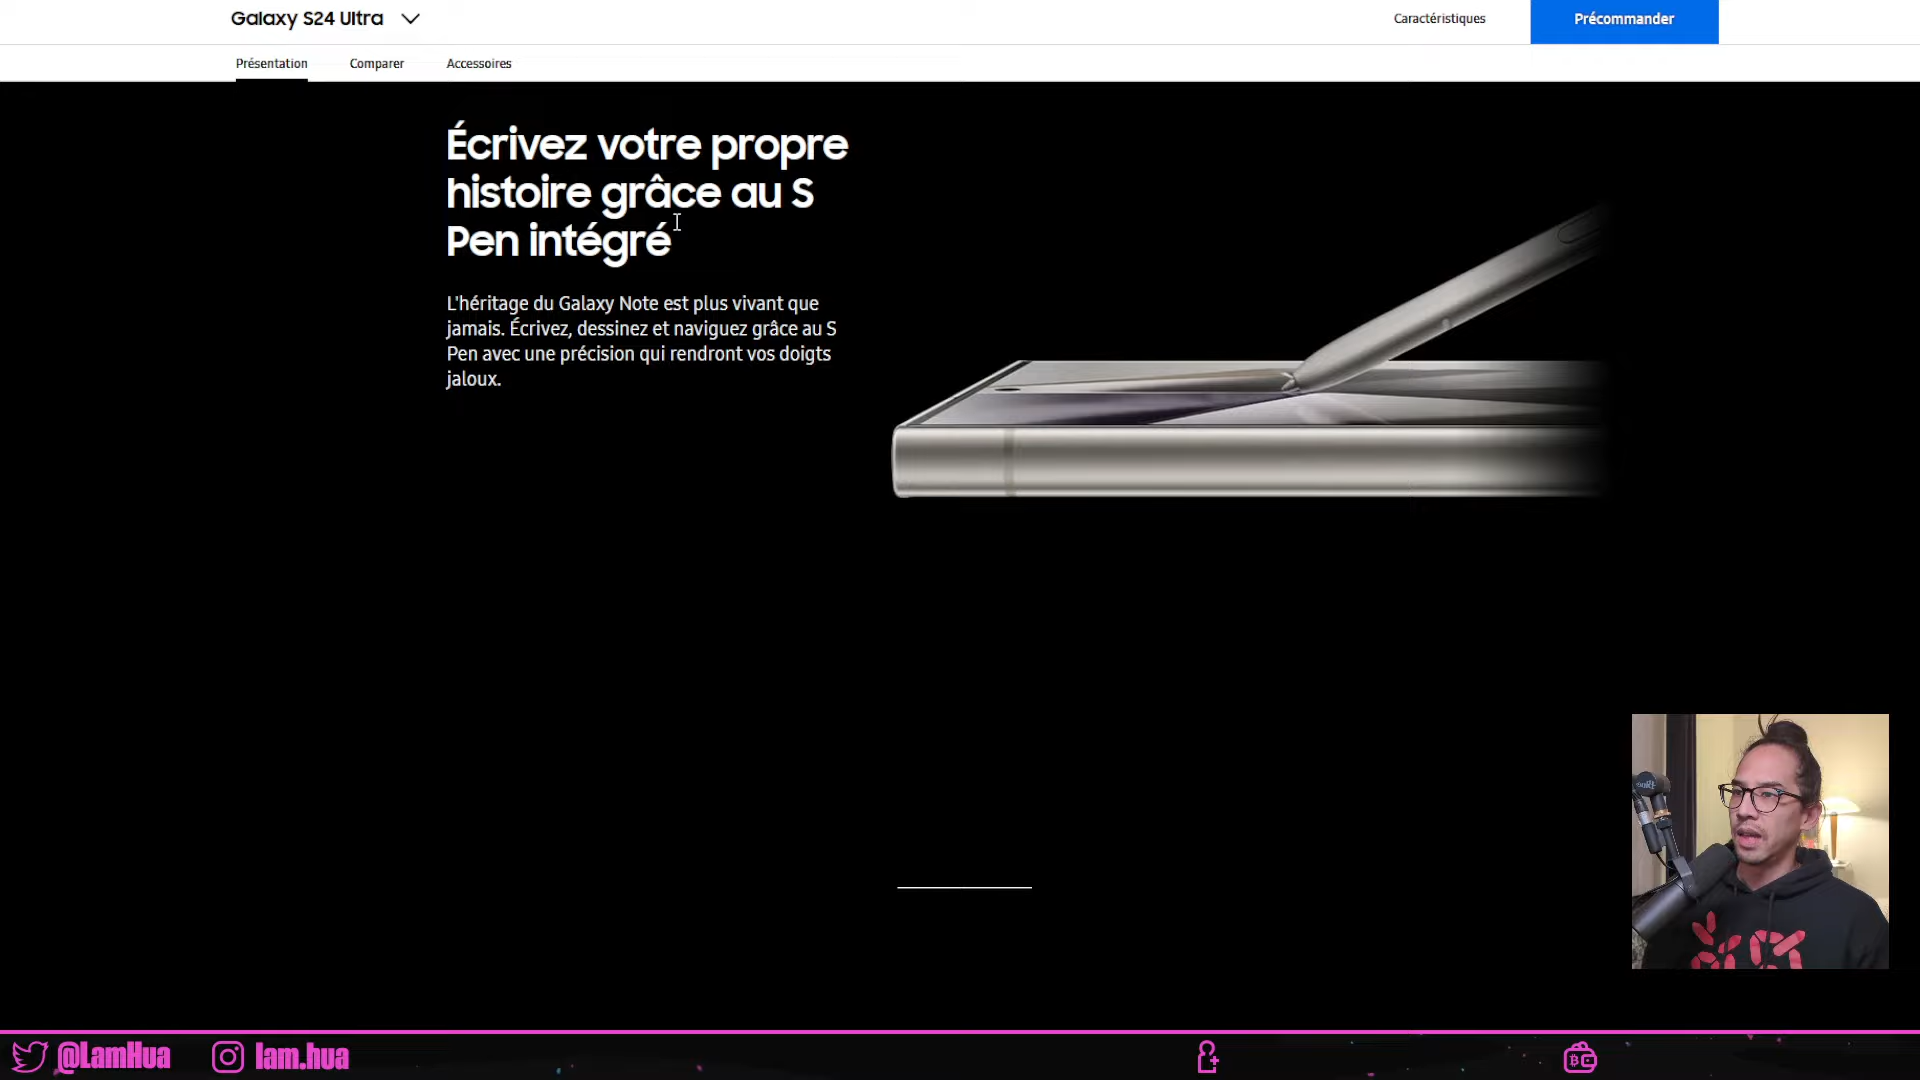 Galaxy S24 Ultra
Caractéristiques
Précommander
Présentation
Comparer
Accessoires
Écrivez votre propre
histoire grâce au S
Pen intégré
L'héritage du Galaxy Note est plus vivant que
jamais. Écrivez, dessinez et naviguez grâce au S
Pen avec une précision qui rendront vos doigts
jaloux.
@LamHua
lam.hua